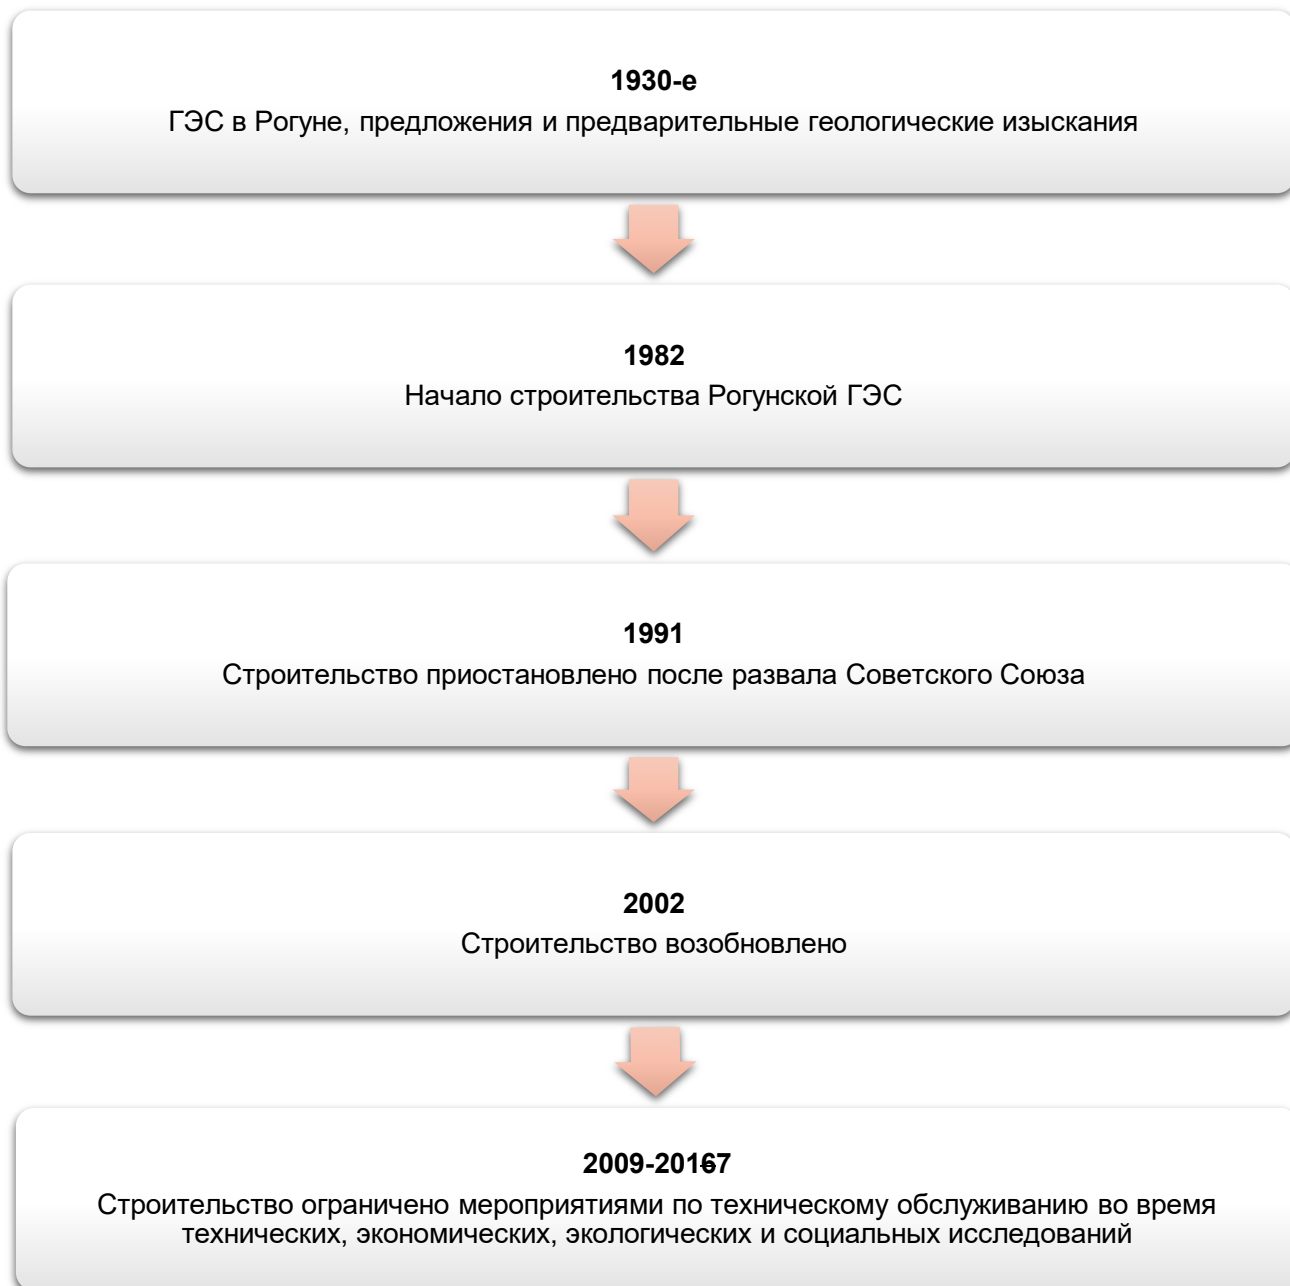 1930-е
ГЭС в Рогуне, предложения и предварительные геологические изыскания
1982
Начало строительства Рогунской ГЭС
1991
Строительство приостановлено после развала Советского Союза
2002
Строительство возобновлено
2009-20167
Строительство ограничено мероприятиями по техническому обслуживанию во время
технических, экономических, экологических и социальных исследований